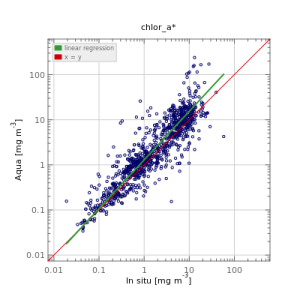 chlor_a*
linear regression
x = y
Aqua [mg m⁻³]
100
10
1
0.1
0.01
0.01 0.1 1 10 100
In situ [mg m⁻³]